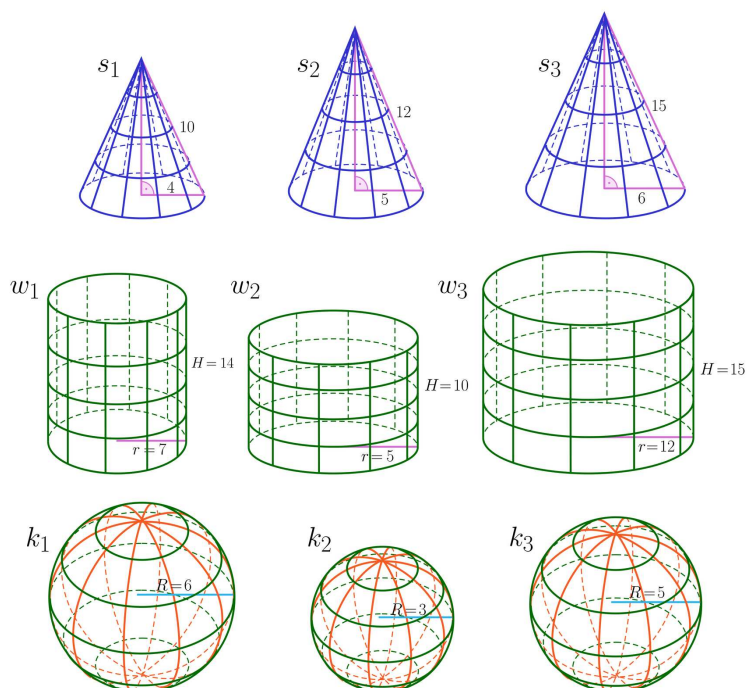 s₁ s₂ s₃
10 12 15
4 5 6
w₁ w₂ w₃
H = 14 H = 10 H = 15
r = 7 r = 5 r = 12
k₁ k₂ k₃
R = 6 R = 3 R = 5